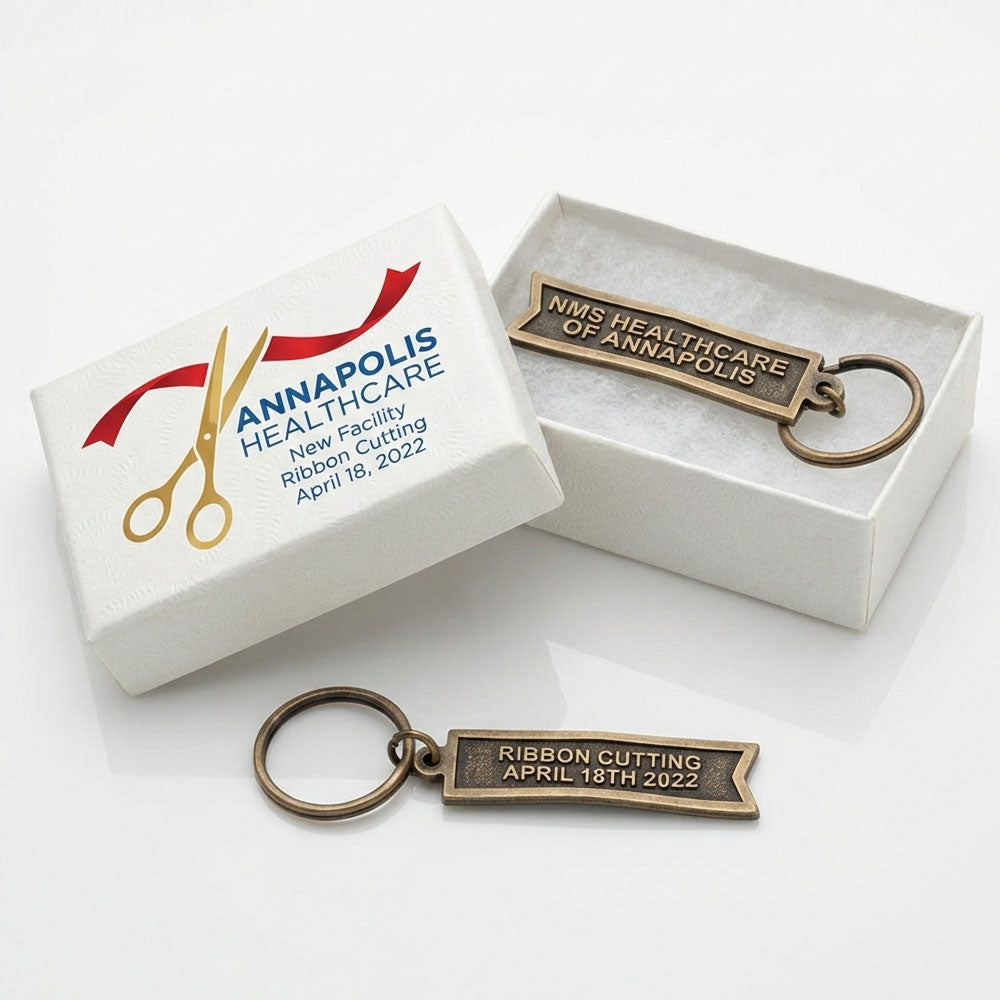 ANNAPOLIS
HEALTHCARE
New Facility
Ribbon Cutting
April 18, 2022
NMS HEALTHCARE
OF ANNAPOLIS
RIBBON CUTTING
APRIL 18TH 2022